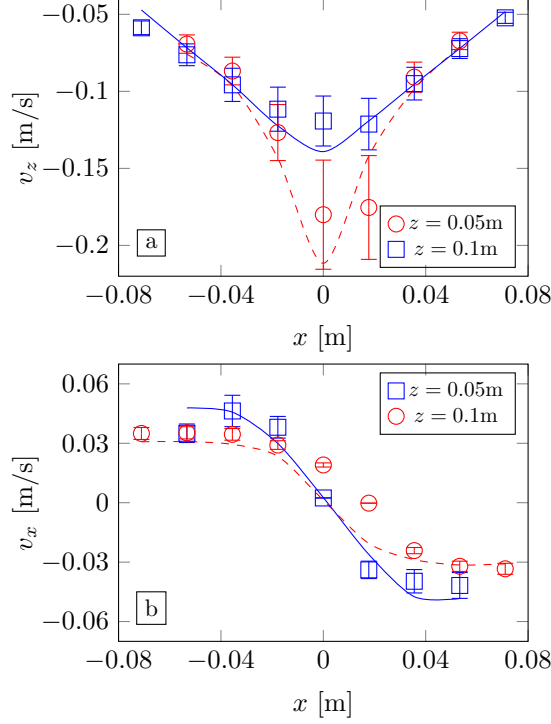 −0.05
−0.1
−0.15
−0.2
v_z [m/s]
a
z = 0.05m
z = 0.1m
−0.08 −0.04 0 0.04 0.08
x [m]
0.06
0.03
0
−0.03
−0.06
v_x [m/s]
z = 0.05m
z = 0.1m
b
−0.08 −0.04 0 0.04 0.08
x [m]